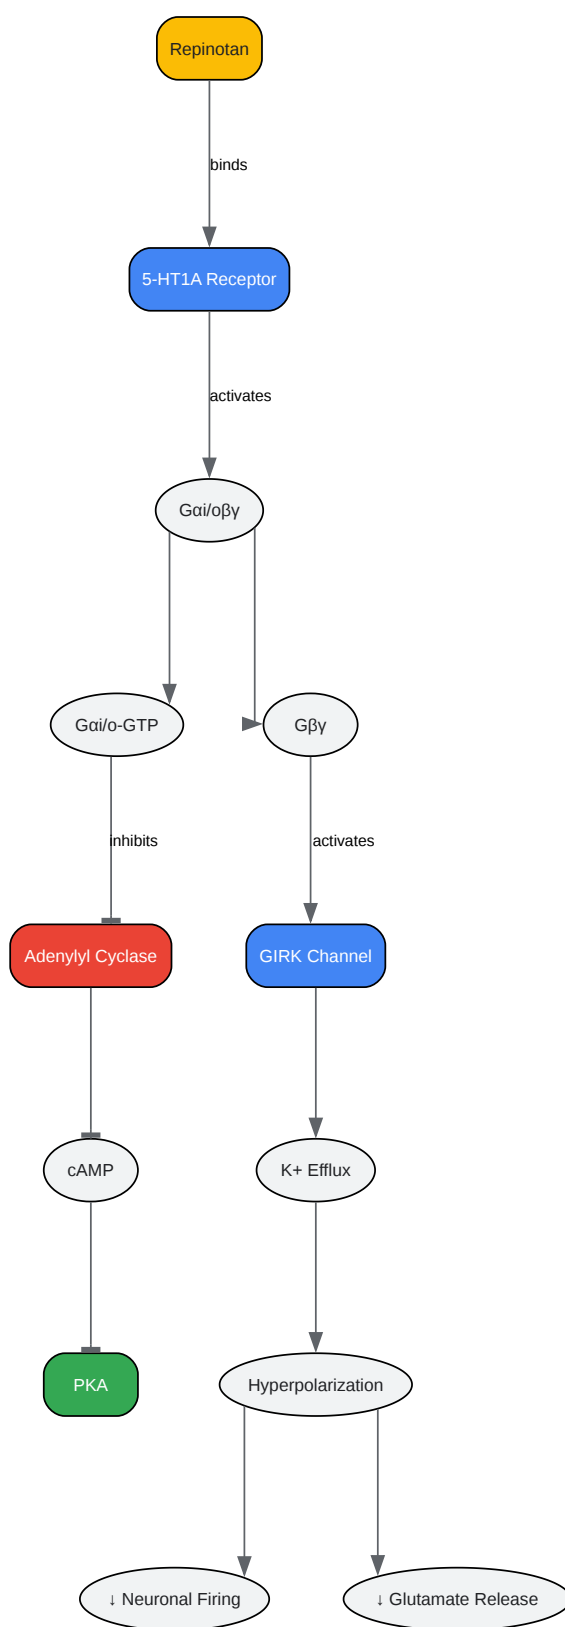 Repinotan
binds
5-HT1A Receptor
activates
Gαi/oβγ
Gαi/o-GTP
Gβγ
inhibits
activates
Adenylyl Cyclase
GIRK Channel
cAMP
K+ Efflux
PKA
Hyperpolarization
↓ Neuronal Firing
↓ Glutamate Release